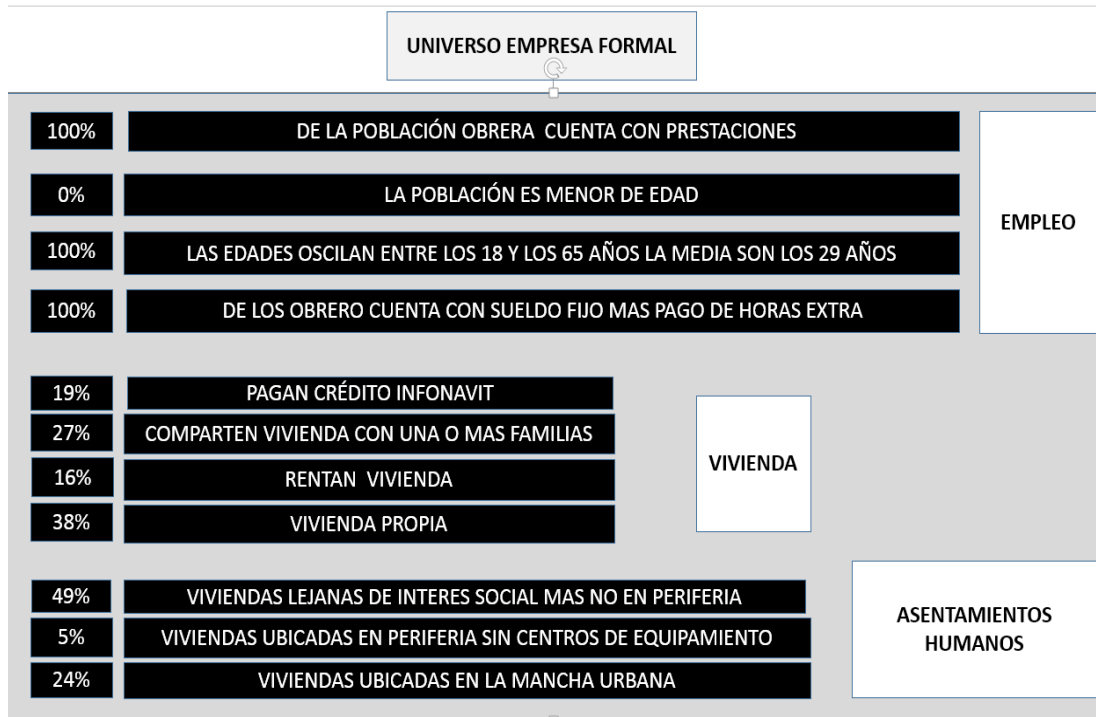 UNIVERSO EMPRESA FORMAL
100% DE LA POBLACIÓN OBRERA CUENTA CON PRESTACIONES
0% LA POBLACIÓN ES MENOR DE EDAD
100% LAS EDADES OSCILAN ENTRE LOS 18 Y LOS 65 AÑOS LA MEDIA SON LOS 29 AÑOS
100% DE LOS OBRERO CUENTA CON SUELDO FIJO MAS PAGO DE HORAS EXTRA
EMPLEO
19% PAGAN CRÉDITO INFONAVIT
27% COMPARTEN VIVIENDA CON UNA O MAS FAMILIAS
16% RENTAN VIVIENDA
38% VIVIENDA PROPIA
VIVIENDA
49% VIVIENDAS LEJANAS DE INTERES SOCIAL MAS NO EN PERIFERIA
5% VIVIENDAS UBICADAS EN PERIFERIA SIN CENTROS DE EQUIPAMIENTO
24% VIVIENDAS UBICADAS EN LA MANCHA URBANA
ASENTAMIENTOS
HUMANOS